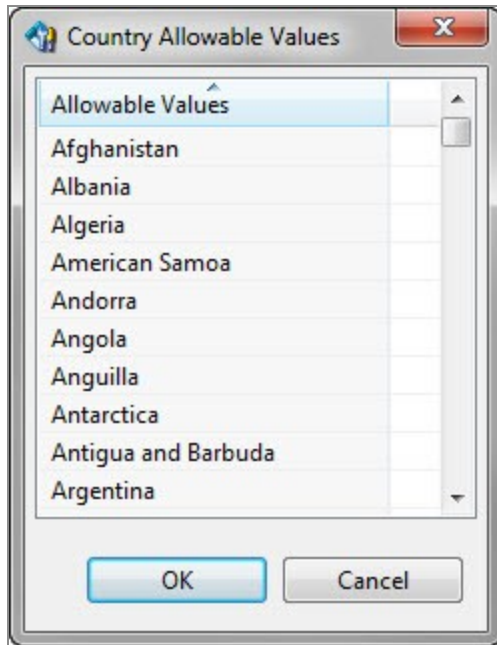 Country Allowable Values
Allowable Values
Afghanistan
Albania
Algeria
American Samoa
Andorra
Angola
Anguilla
Antarctica
Antigua and Barbuda
Argentina
OK
Cancel